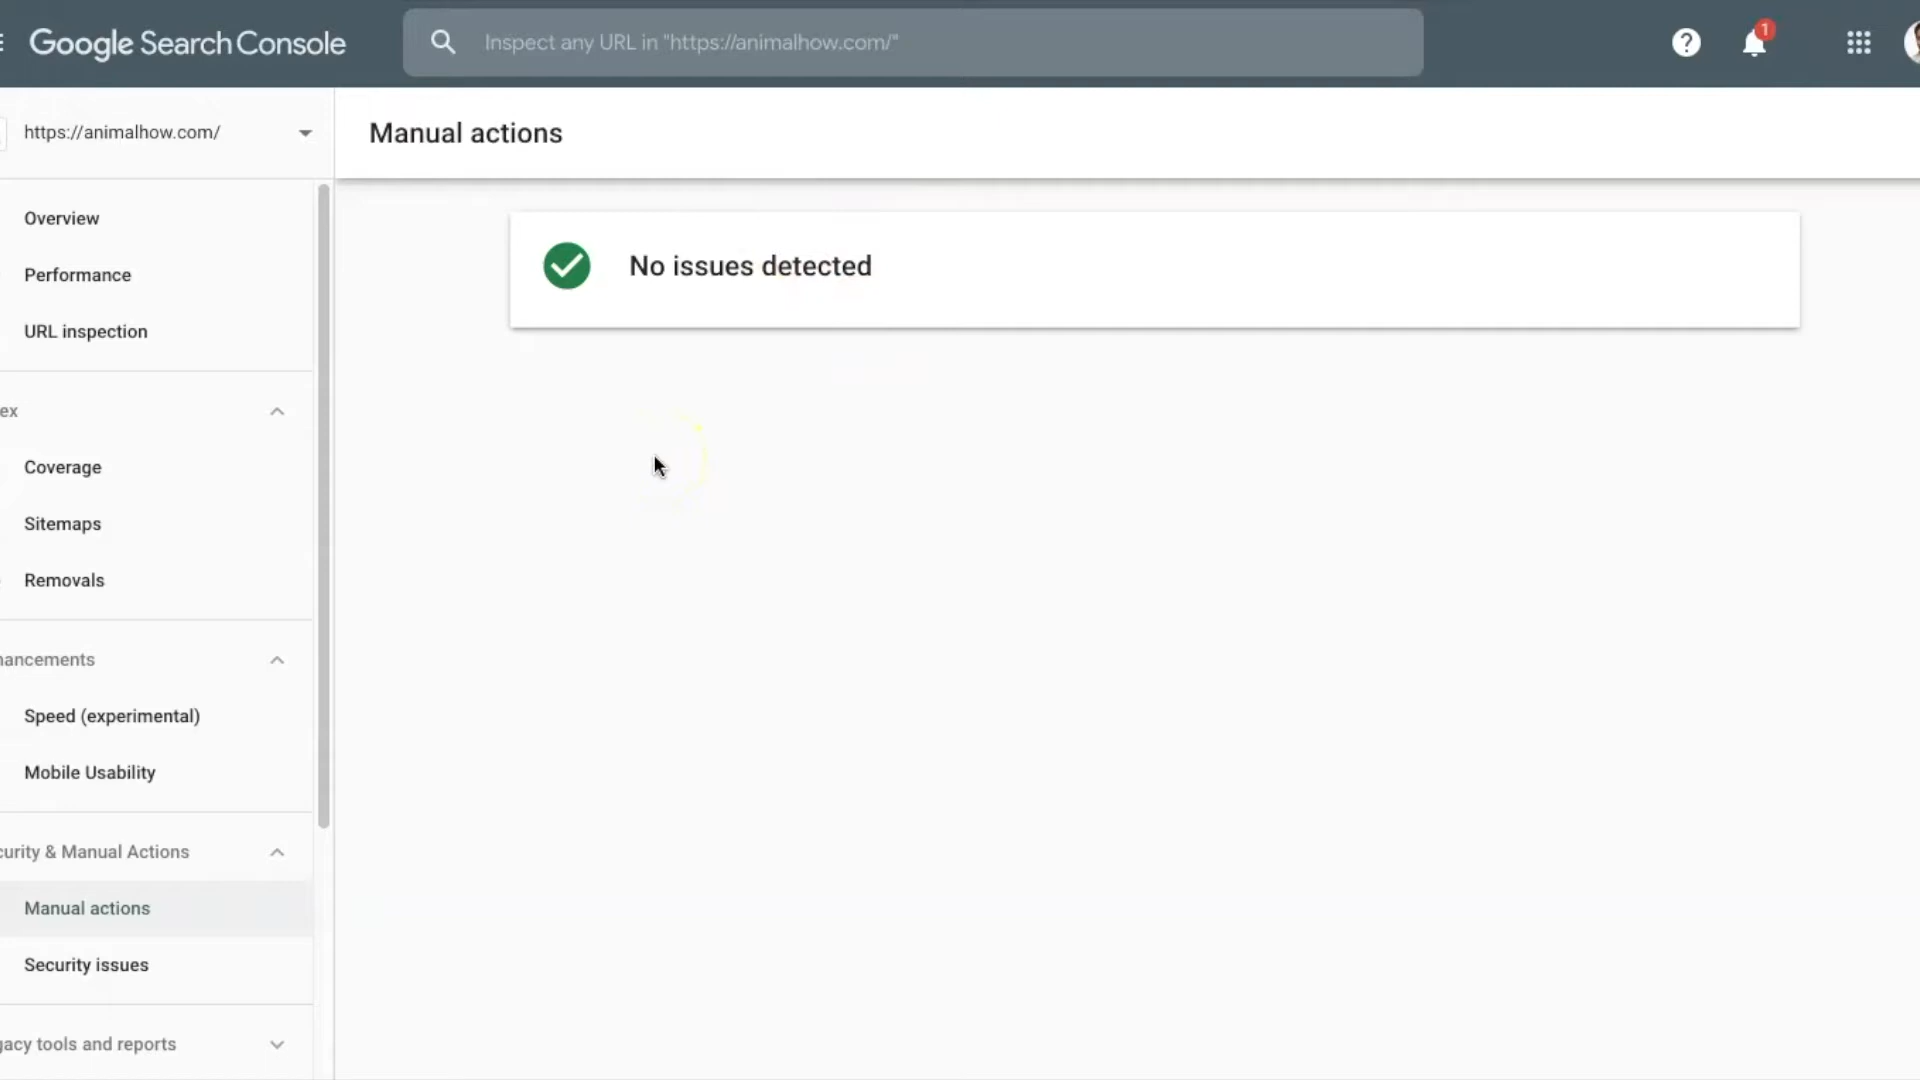 Google Search Console
Inspect any URL in "https://animalhow.com/"
1
https://animalhow.com/
Manual actions
Overview
Performance
URL inspection
No issues detected
ex
Coverage
Sitemaps
Removals
nancements
Speed (experimental)
Mobile Usability
curity & Manual Actions
Manual actions
Security issues
gacy tools and reports